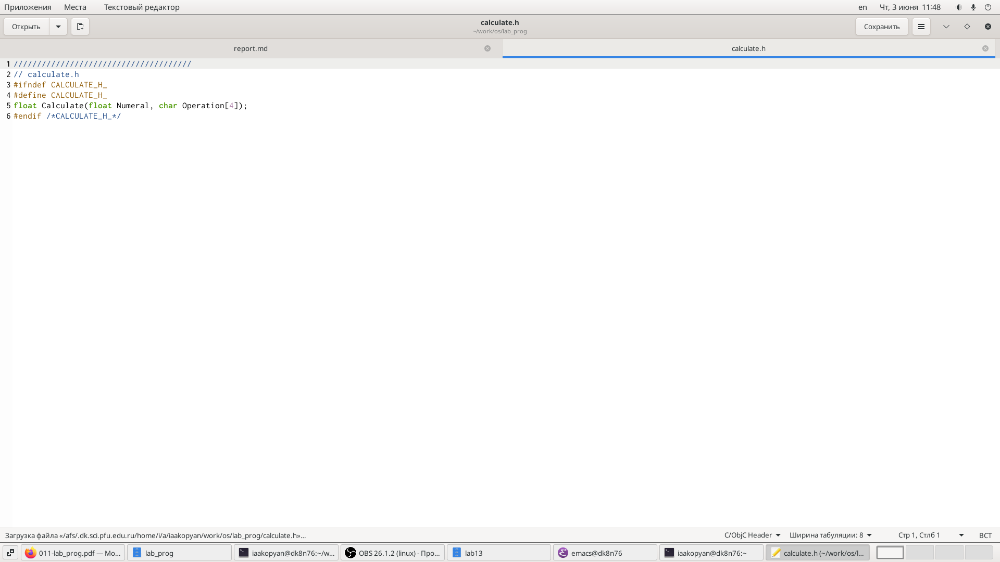 Приложения Места Текстовый редактор en Чт, 3 июня 11:48
Открыть calculate.h Сохранить
~/work/os/lab_prog
report.md calculate.h
1 //////////////////////////////////////
2 // calculate.h
3 #ifndef CALCULATE_H_
4 #define CALCULATE_H_
5 float Calculate(float Numeral, char Operation[4]);
6 #endif /*CALCULATE_H_*/
Загрузка файла «/afs/.dk.sci.pfu.edu.ru/home/i/a/iaakopyan/work/os/lab_prog/calculate.h»… C/ObjC Header Ширина табуляции: 8 Стр 1, Стлб 1 ВСТ
011-lab_prog.pdf — Mo… lab_prog iaakopyan@dk8n76:~/w… OBS 26.1.2 (linux) - Про… lab13 emacs@dk8n76 iaakopyan@dk8n76:~ calculate.h (~/work/os/l…